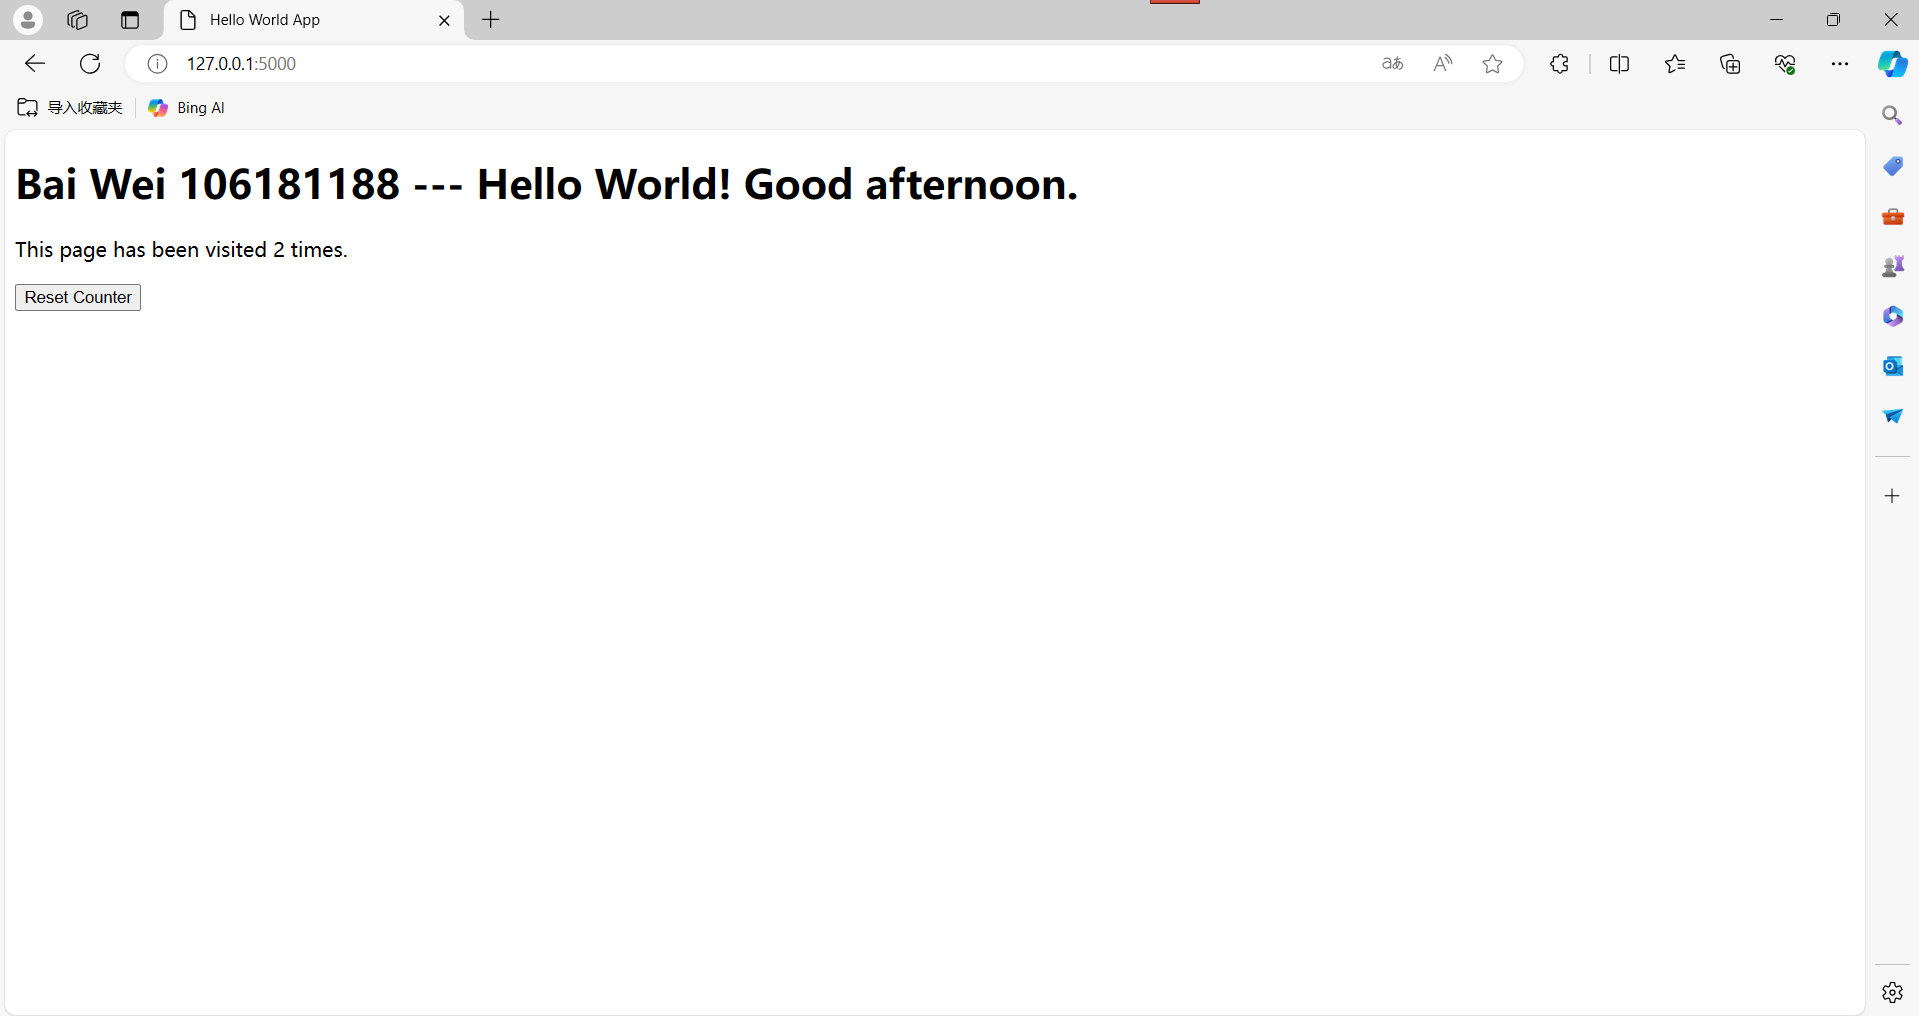 Hello World App
127.0.0.1:5000
导入收藏夹
Bing AI
Bai Wei 106181188 --- Hello World! Good afternoon.
This page has been visited 2 times.
Reset Counter